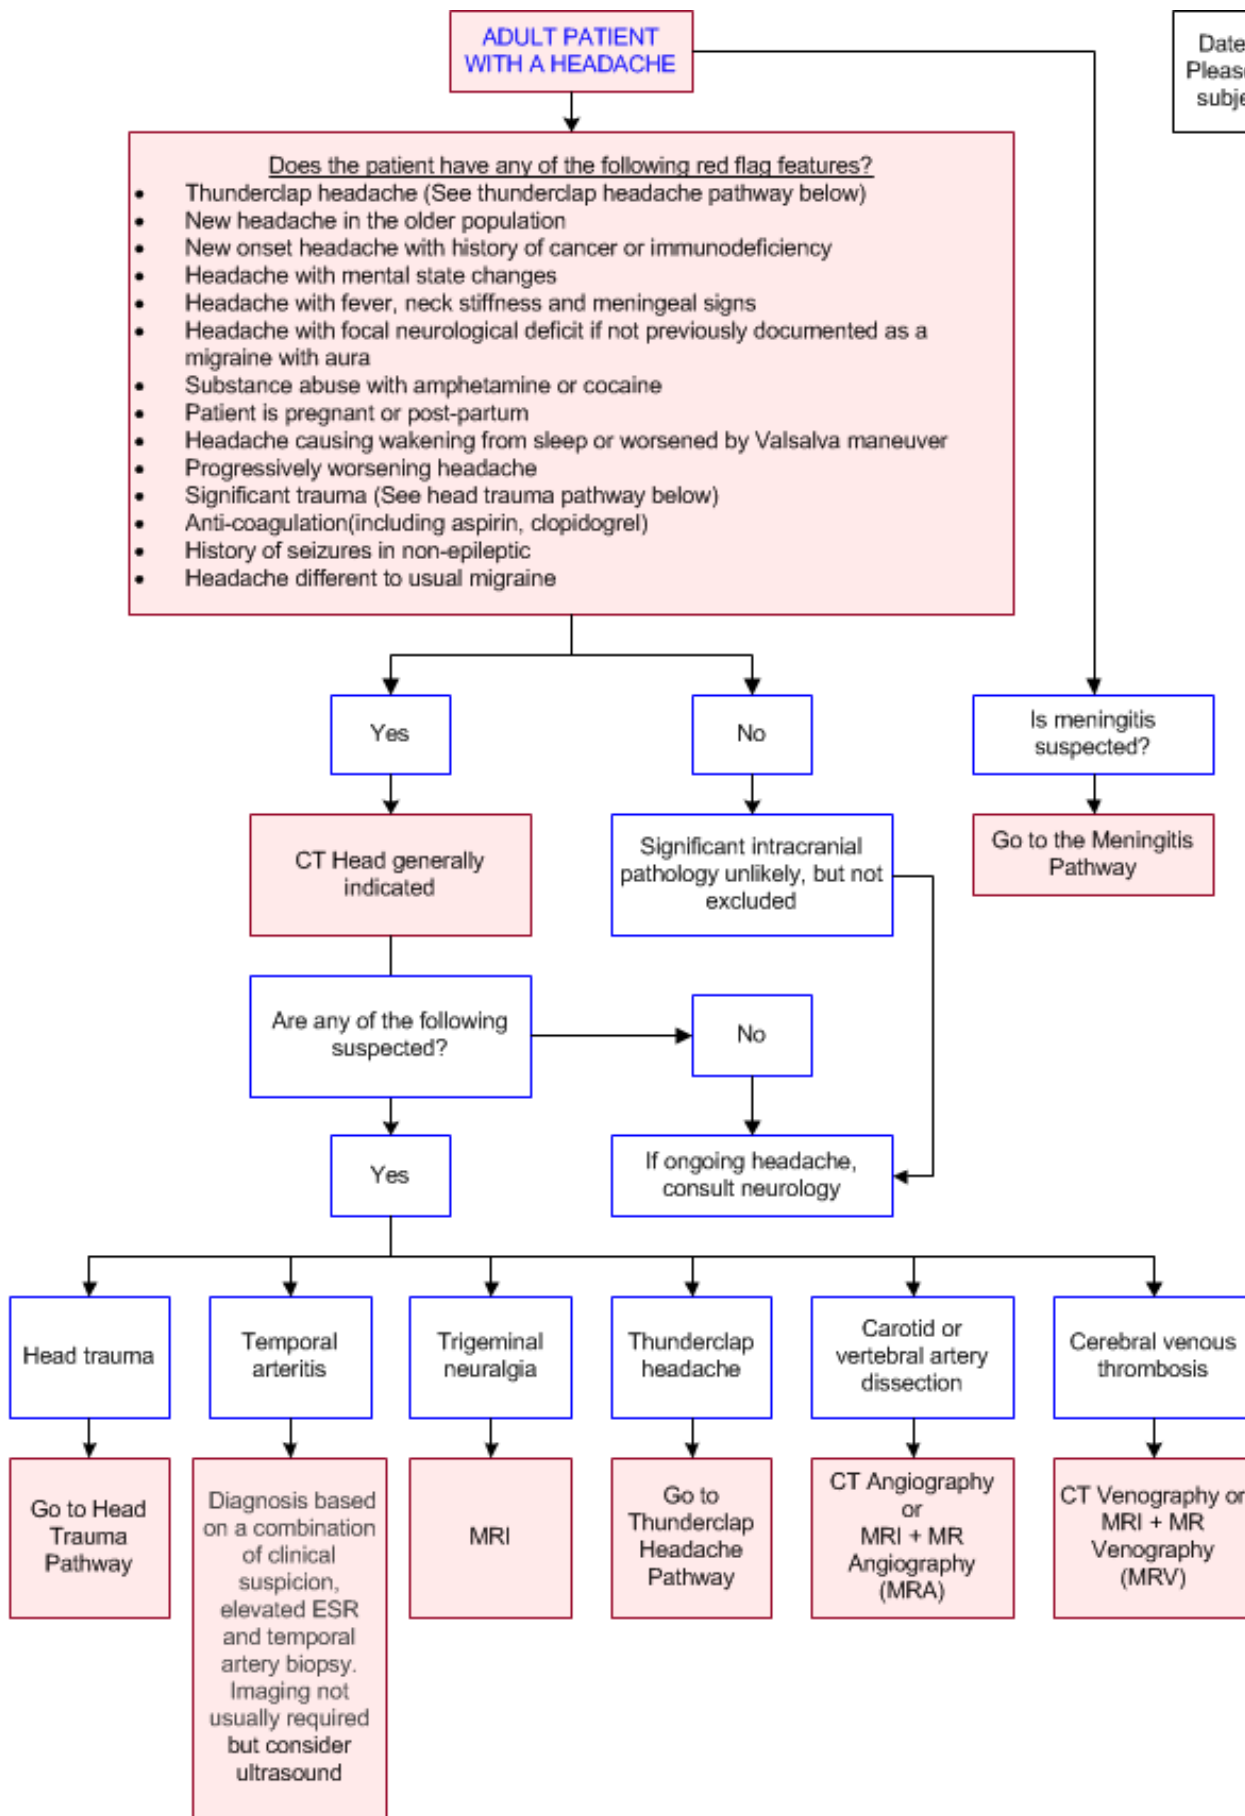 ADULT PATIENT
WITH A HEADACHE
Date
Please
subje
Does the patient have any of the following red flag features?
• Thunderclap headache (See thunderclap headache pathway below)
• New headache in the older population
• New onset headache with history of cancer or immunodeficiency
• Headache with mental state changes
• Headache with fever, neck stiffness and meningeal signs
• Headache with focal neurological deficit if not previously documented as a
migraine with aura
• Substance abuse with amphetamine or cocaine
• Patient is pregnant or post-partum
• Headache causing wakening from sleep or worsened by Valsalva maneuver
• Progressively worsening headache
• Significant trauma (See head trauma pathway below)
• Anti-coagulation(including aspirin, clopidogrel)
• History of seizures in non-epileptic
• Headache different to usual migraine
Yes
No
Is meningitis
suspected?
CT Head generally
indicated
Significant intracranial
pathology unlikely, but not
excluded
Go to the Meningitis
Pathway
Are any of the following
suspected?
No
Yes
If ongoing headache,
consult neurology
Head trauma
Temporal
arteritis
Trigeminal
neuralgia
Thunderclap
headache
Carotid or
vertebral artery
dissection
Cerebral venous
thrombosis
Go to Head
Trauma
Pathway
Diagnosis based
on a combination
of clinical
suspicion,
elevated ESR
and temporal
artery biopsy.
Imaging not
usually required
but consider
ultrasound
MRI
Go to
Thunderclap
Headache
Pathway
CT Angiography
or
MRI + MR
Angiography
(MRA)
CT Venography or
MRI + MR
Venography
(MRV)